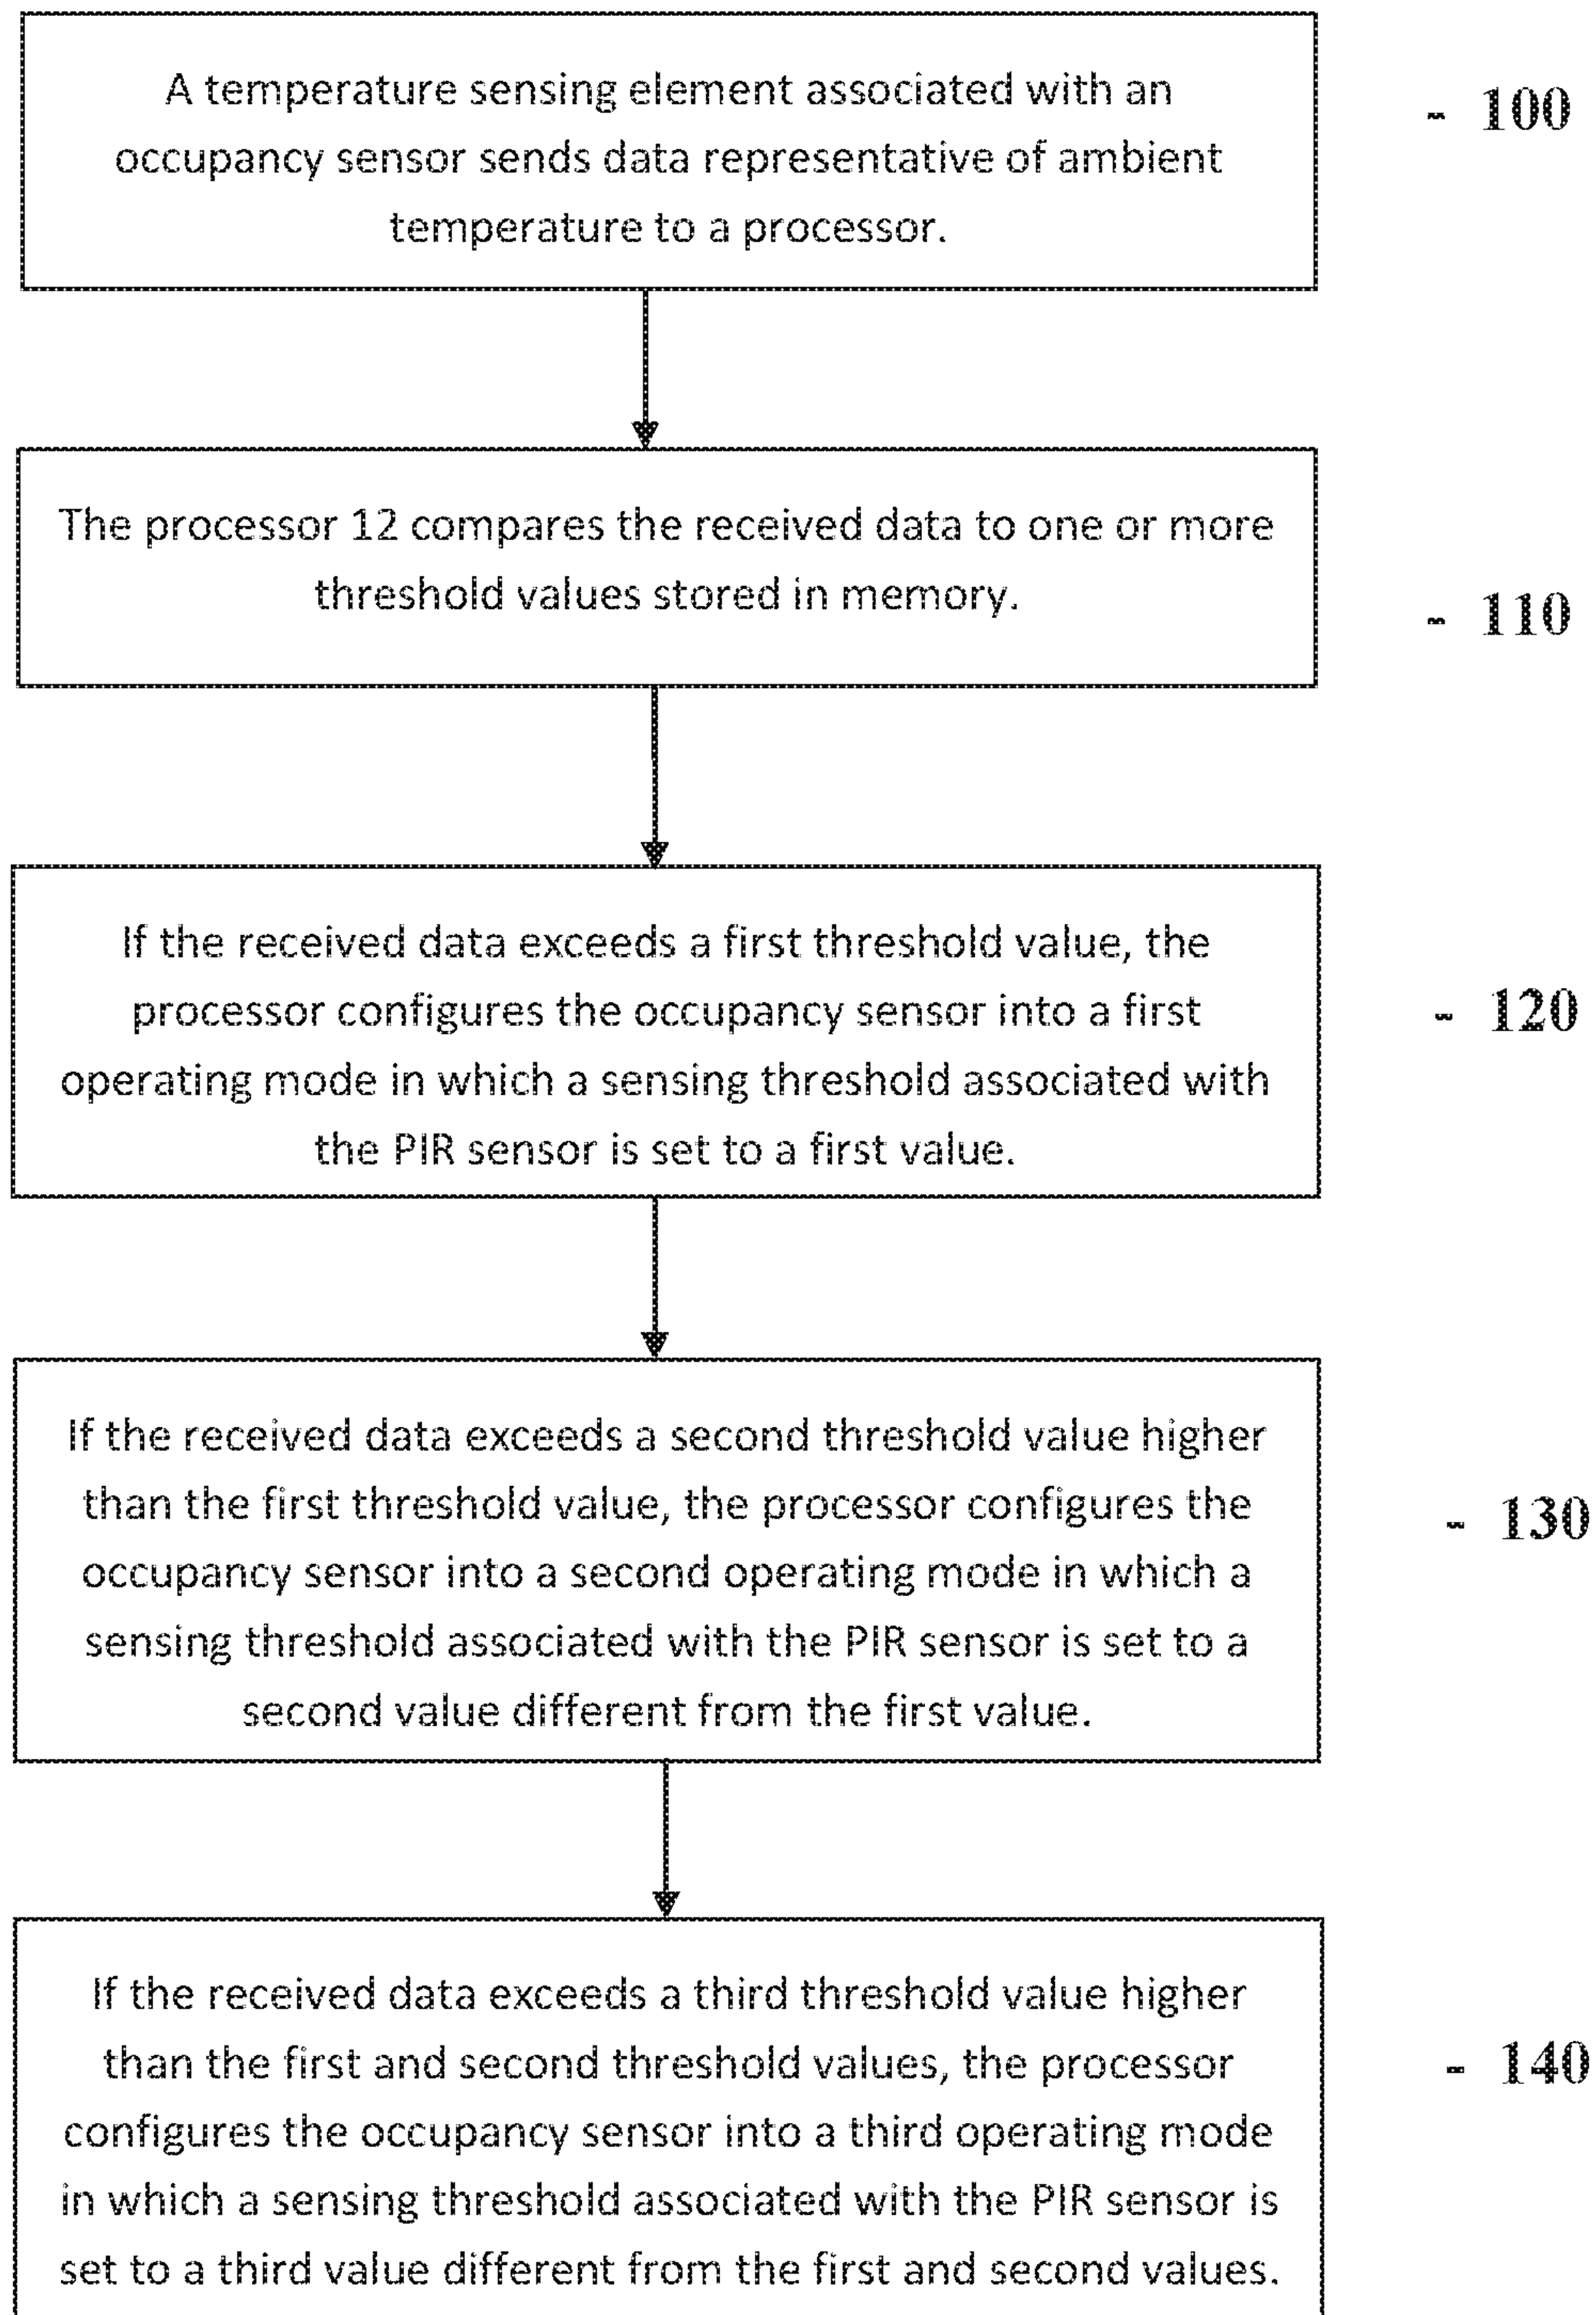 A temperature sensing element associated with an
occupancy sensor sends data representative of ambient
temperature to a processor.
- 100
The processor 12 compares the received data to one or more
threshold values stored in memory.
- 110
If the received data exceeds a first threshold value, the
processor configures the occupancy sensor into a first
operating mode in which a sensing threshold associated with
the PIR sensor is set to a first value.
- 120
If the received data exceeds a second threshold value higher
than the first threshold value, the processor configures the
occupancy sensor into a second operating mode in which a
sensing threshold associated with the PIR sensor is set to a
second value different from the first value.
- 130
If the received data exceeds a third threshold value higher
than the first and second threshold values, the processor
configures the occupancy sensor into a third operating mode
in which a sensing threshold associated with the PIR sensor is
set to a third value different from the first and second values.
- 140